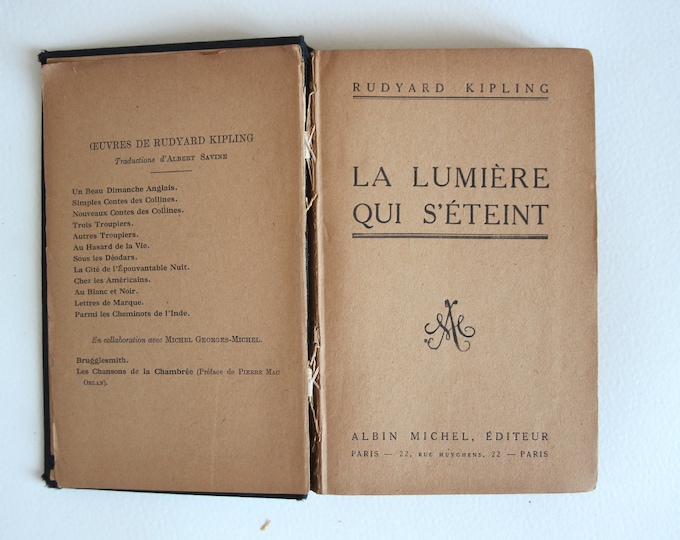 ŒUVRES DE RUDYARD KIPLING
Traductions d'ALBERT SAVINE
Un Beau Dimanche Anglais.
Simples Contes des Collines.
Nouveaux Contes des Collines.
Trois Troupiers.
Autres Troupiers.
Au Hasard de la Vie.
Sous les Déodars.
La Cité de l'Épouvantable Nuit.
Chez les Américains.
Au Blanc et Noir.
Lettres de Marque.
Parmi les Cheminots de l'Inde.
En collaboration avec MICHEL GEORGES-MICHEL.
Brugglesmith.
Les Chansons de la Chambrée (Préface de PIERRE MAC
ORLAN).
RUDYARD KIPLING
LA LUMIÈRE
QUI S'ÉTEINT
AM
ALBIN MICHEL, ÉDITEUR
PARIS — 22, RUE HUYGHENS, 22 — PARIS